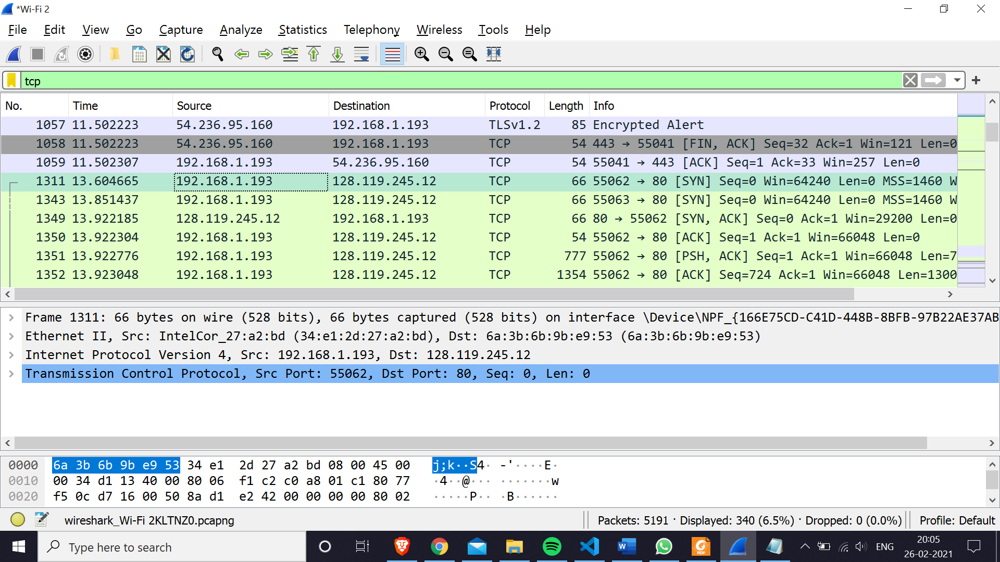 *Wi-Fi 2
File Edit View Go Capture Analyze Statistics Telephony Wireless Tools Help
tcp
No. Time Source Destination Protocol Length Info
1057 11.502223 54.236.95.160 192.168.1.193 TLSv1.2 85 Encrypted Alert
1058 11.502223 54.236.95.160 192.168.1.193 TCP 54 443 → 55041 [FIN, ACK] Seq=32 Ack=1 Win=121 Len=0
1059 11.502307 192.168.1.193 54.236.95.160 TCP 54 55041 → 443 [ACK] Seq=1 Ack=33 Win=257 Len=0
1311 13.604665 192.168.1.193 128.119.245.12 TCP 66 55062 → 80 [SYN] Seq=0 Win=64240 Len=0 MSS=1460 W
1343 13.851437 192.168.1.193 128.119.245.12 TCP 66 55063 → 80 [SYN] Seq=0 Win=64240 Len=0 MSS=1460 W
1349 13.922185 128.119.245.12 192.168.1.193 TCP 66 80 → 55062 [SYN, ACK] Seq=0 Ack=1 Win=29200 Len=0
1350 13.922304 192.168.1.193 128.119.245.12 TCP 54 55062 → 80 [ACK] Seq=1 Ack=1 Win=66048 Len=0
1351 13.922776 192.168.1.193 128.119.245.12 TCP 777 55062 → 80 [PSH, ACK] Seq=1 Ack=1 Win=66048 Len=7
1352 13.923048 192.168.1.193 128.119.245.12 TCP 1354 55062 → 80 [ACK] Seq=724 Ack=1 Win=66048 Len=1300
Frame 1311: 66 bytes on wire (528 bits), 66 bytes captured (528 bits) on interface \Device\NPF_{166E75CD-C41D-448B-8BFB-97B22AE37AB
Ethernet II, Src: IntelCor_27:a2:bd (34:e1:2d:27:a2:bd), Dst: 6a:3b:6b:9b:e9:53 (6a:3b:6b:9b:e9:53)
Internet Protocol Version 4, Src: 192.168.1.193, Dst: 128.119.245.12
Transmission Control Protocol, Src Port: 55062, Dst Port: 80, Seq: 0, Len: 0
0000 6a 3b 6b 9b e9 53 34 e1 2d 27 a2 bd 08 00 45 00 j;k··S4· -'····E·
0010 00 34 d1 13 40 00 80 06 f1 c2 c0 a8 01 c1 80 77 ·4··@··· ·······w
0020 f5 0c d7 16 00 50 8a d1 e2 42 00 00 00 00 80 02 ·····P·· ·B······
wireshark_Wi-Fi 2KLTNZ0.pcapng Packets: 5191 · Displayed: 340 (6.5%) · Dropped: 0 (0.0%) Profile: Default
Type here to search ENG 20:05
26-02-2021